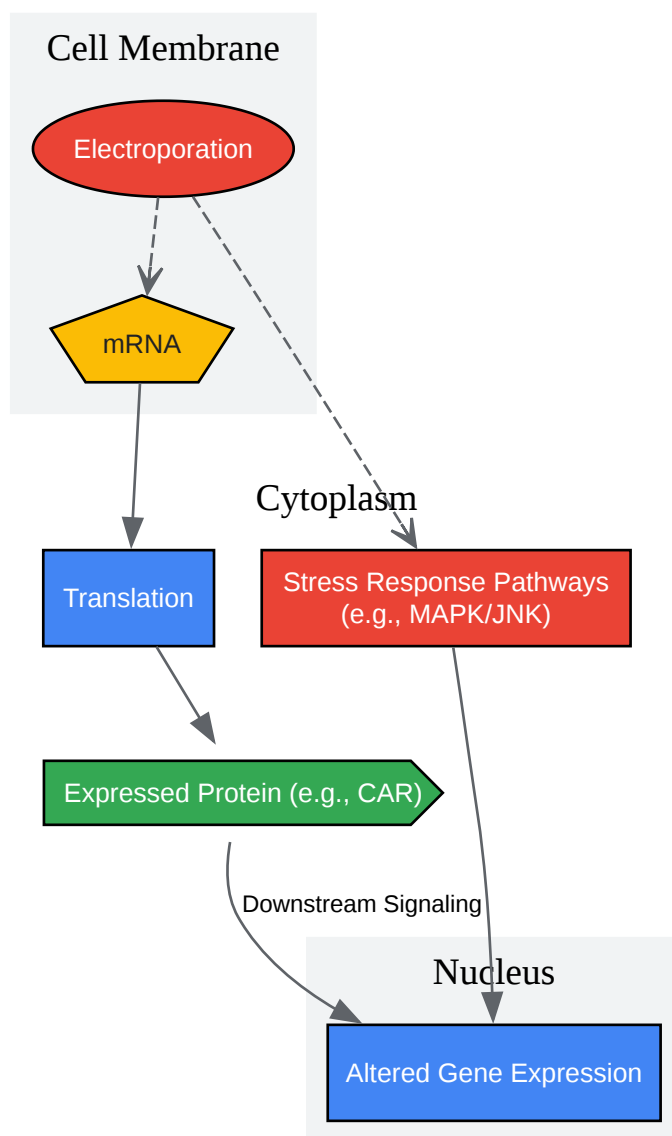 Cell Membrane
Electroporation
mRNA
Cytoplasm
Translation
Stress Response Pathways
(e.g., MAPK/JNK)
Expressed Protein (e.g., CAR)
Downstream Signaling
Nucleus
Altered Gene Expression